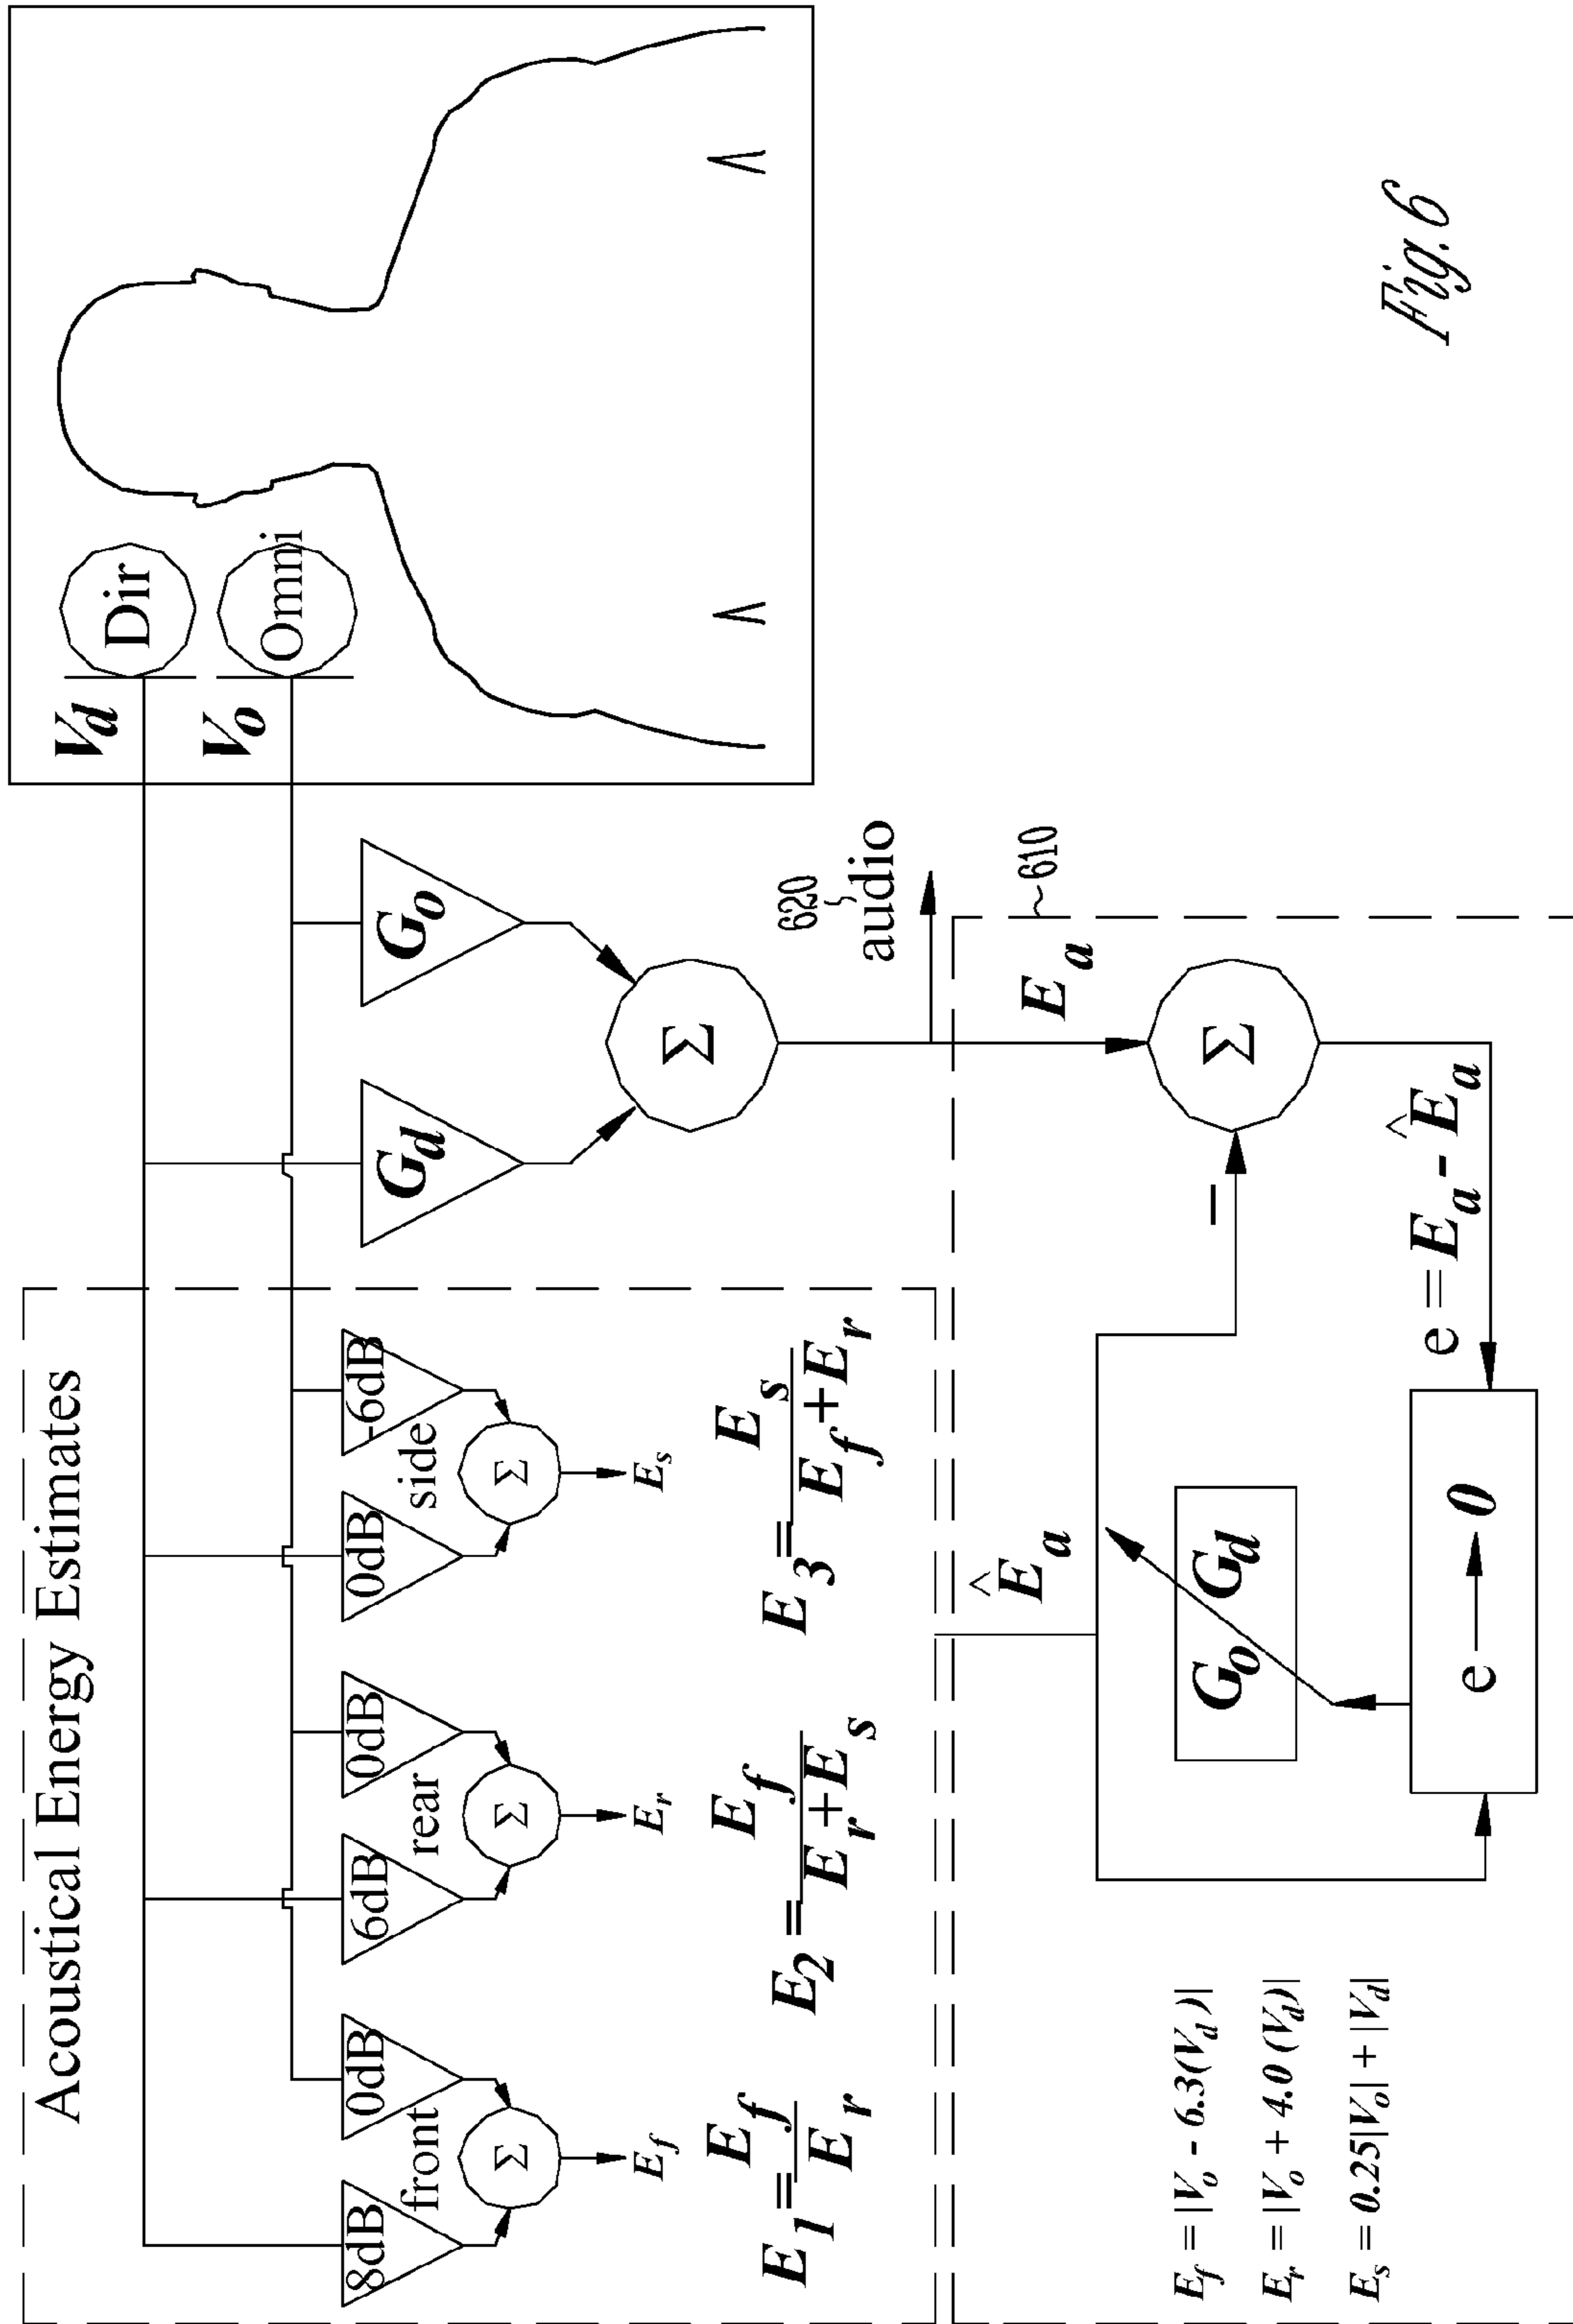 Acoustical Energy Estimates
8dB
front
0dB
6dB
rear
0dB
0dB
side
-6dB
Σ
Σ
Σ
E_f
E_r
E_s
E_1 = E_f / E_r
E_2 = E_f / E_r + E_s
E_3 = E_s / E_f + E_r
V_d
V_o
Dir
Omni
G_d
G_o
Σ
620
audio
~610
Ê_a
E_a
Σ
–
G_o G_d
e → 0
e = E_a - Ê_a
E_f = |V_o - 6.3(V_d)|
E_r = |V_o + 4.0 (V_d)|
E_s = 0.25|V_o| + |V_d|
Fig. 6